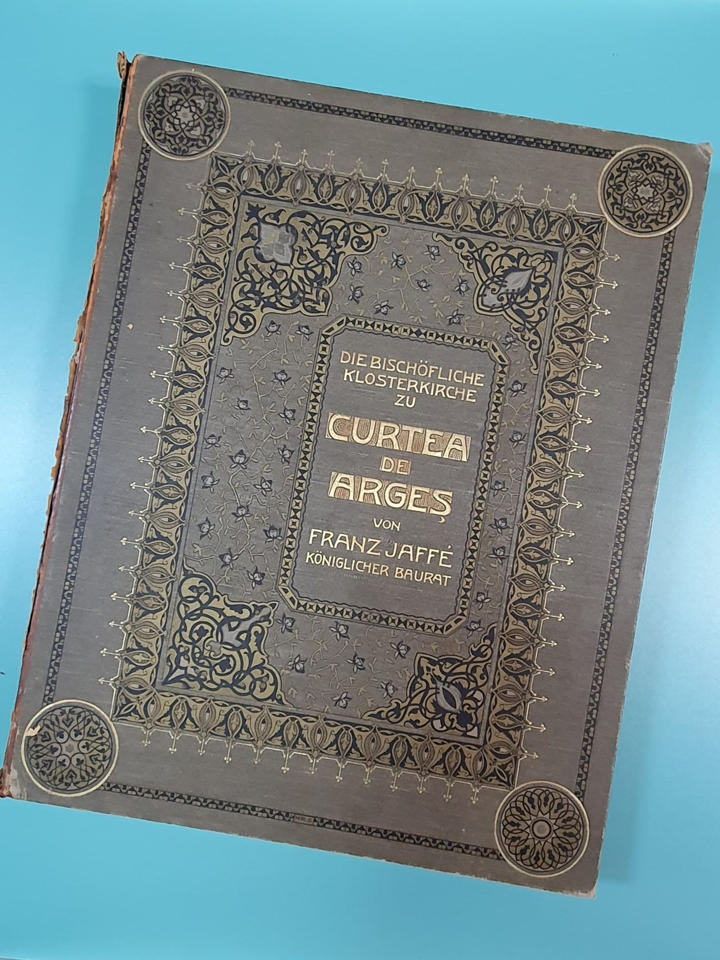 DIE BISCHÖFLICHE
KLOSTERKIRCHE
ZU
CURTEA
DE
ARGEȘ
VON
FRANZ JAFFÉ
KÖNIGLICHER BAURAT